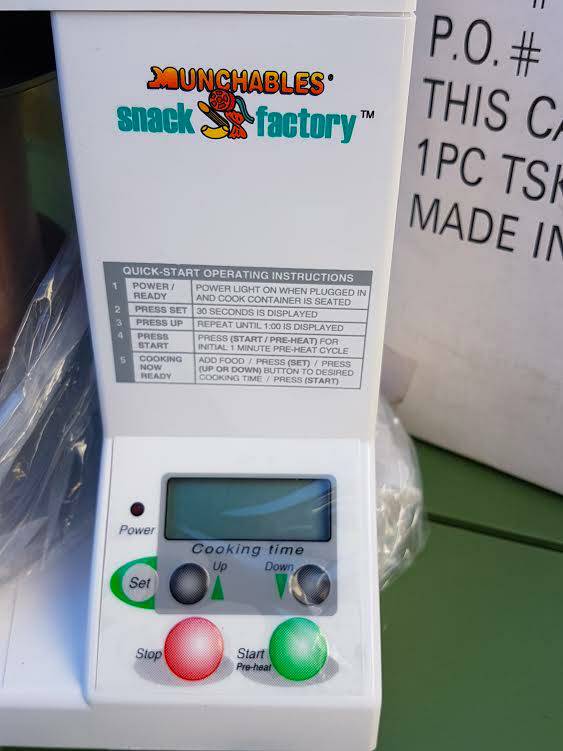 MUNCHABLES®
snack factory™
QUICK-START OPERATING INSTRUCTIONS
1 POWER / READY POWER LIGHT ON WHEN PLUGGED IN AND COOK CONTAINER IS SEATED
2 PRESS SET 30 SECONDS IS DISPLAYED
3 PRESS UP REPEAT UNTIL 1:00 IS DISPLAYED
4 PRESS START PRESS (START / PRE-HEAT) FOR INITIAL 1 MINUTE PRE-HEAT CYCLE
5 COOKING NOW READY ADD FOOD / PRESS (SET) / PRESS (UP OR DOWN) BUTTON TO DESIRED COOKING TIME / PRESS (START)
Power
Cooking time
Set
Up
Down
Stop
Start
Pre-heat
P.O. #
THIS
1PC
MADE